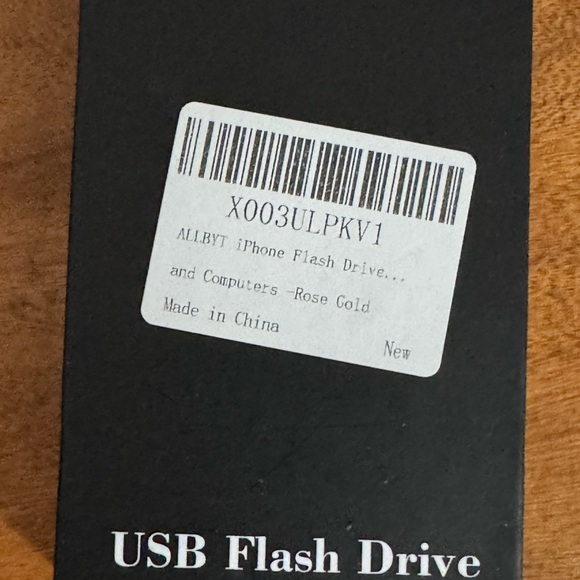 X003ULPKV1
ALLBYT iPhone Flash Drive...
and Computers -Rose Gold
Made in China
New
USB Flash Drive